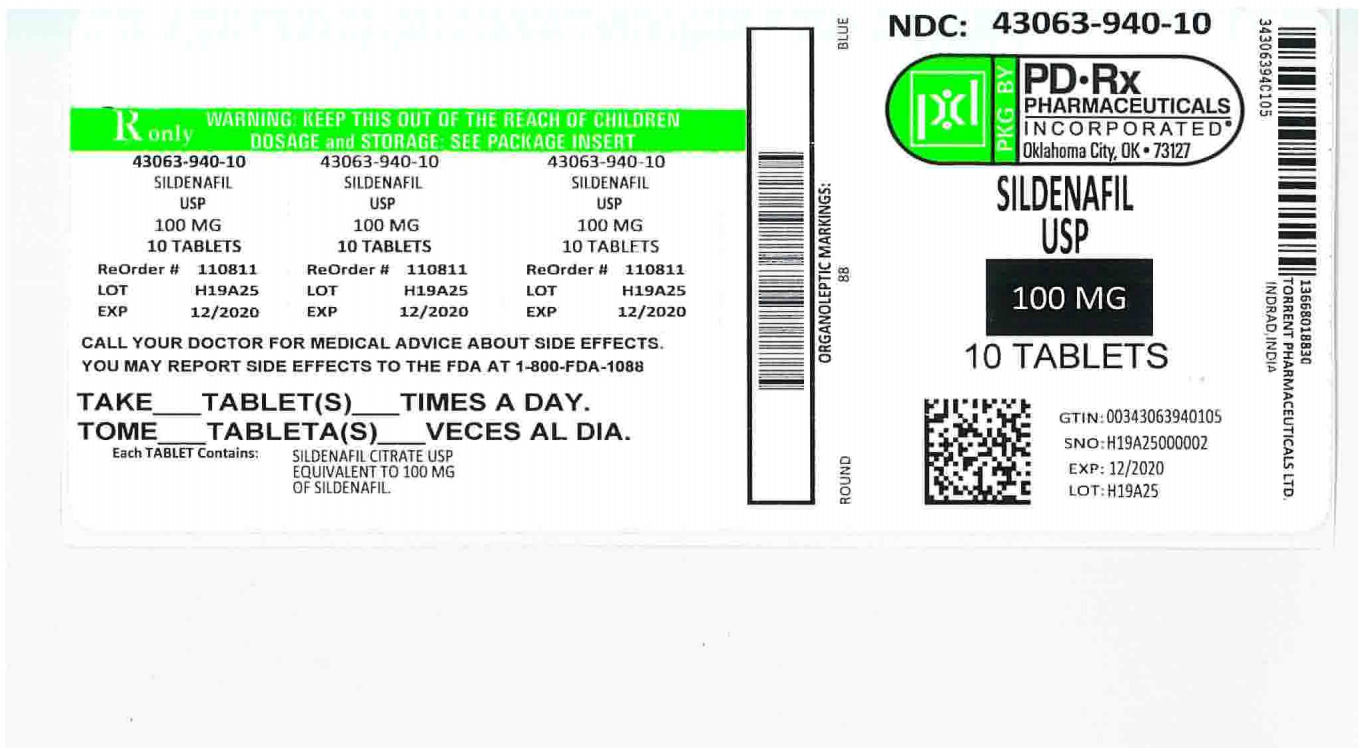 Rx only
WARNING: KEEP THIS OUT OF THE REACH OF CHILDREN
DOSAGE and STORAGE: SEE PACKAGE INSERT
43063-940-10 43063-940-10 43063-940-10
SILDENAFIL SILDENAFIL SILDENAFIL
USP USP USP
100 MG 100 MG 100 MG
10 TABLETS 10 TABLETS 10 TABLETS
ReOrder # 110811 ReOrder # 110811 ReOrder # 110811
LOT H19A25 LOT H19A25 LOT H19A25
EXP 12/2020 EXP 12/2020 EXP 12/2020
CALL YOUR DOCTOR FOR MEDICAL ADVICE ABOUT SIDE EFFECTS.
YOU MAY REPORT SIDE EFFECTS TO THE FDA AT 1-800-FDA-1088
TAKE___TABLET(S)___TIMES A DAY.
TOME___TABLETA(S)___VECES AL DIA.
Each TABLET Contains: SILDENAFIL CITRATE USP
EQUIVALENT TO 100 MG
OF SILDENAFIL.
ORGANOLEPTIC MARKINGS:
ROUND 8B BLUE
NDC: 43063-940-10
pd
PKG BY
PD•Rx
PHARMACEUTICALS
INCORPORATED®
Oklahoma City, OK • 73127
SILDENAFIL
USP
100 MG
10 TABLETS
GTIN: 00343063940105
SNO: H19A25000002
EXP: 12/2020
LOT: H19A25
343063940105
13668018830
TORRENT PHARMACEUTICALS LTD.
INDRAD, INDIA